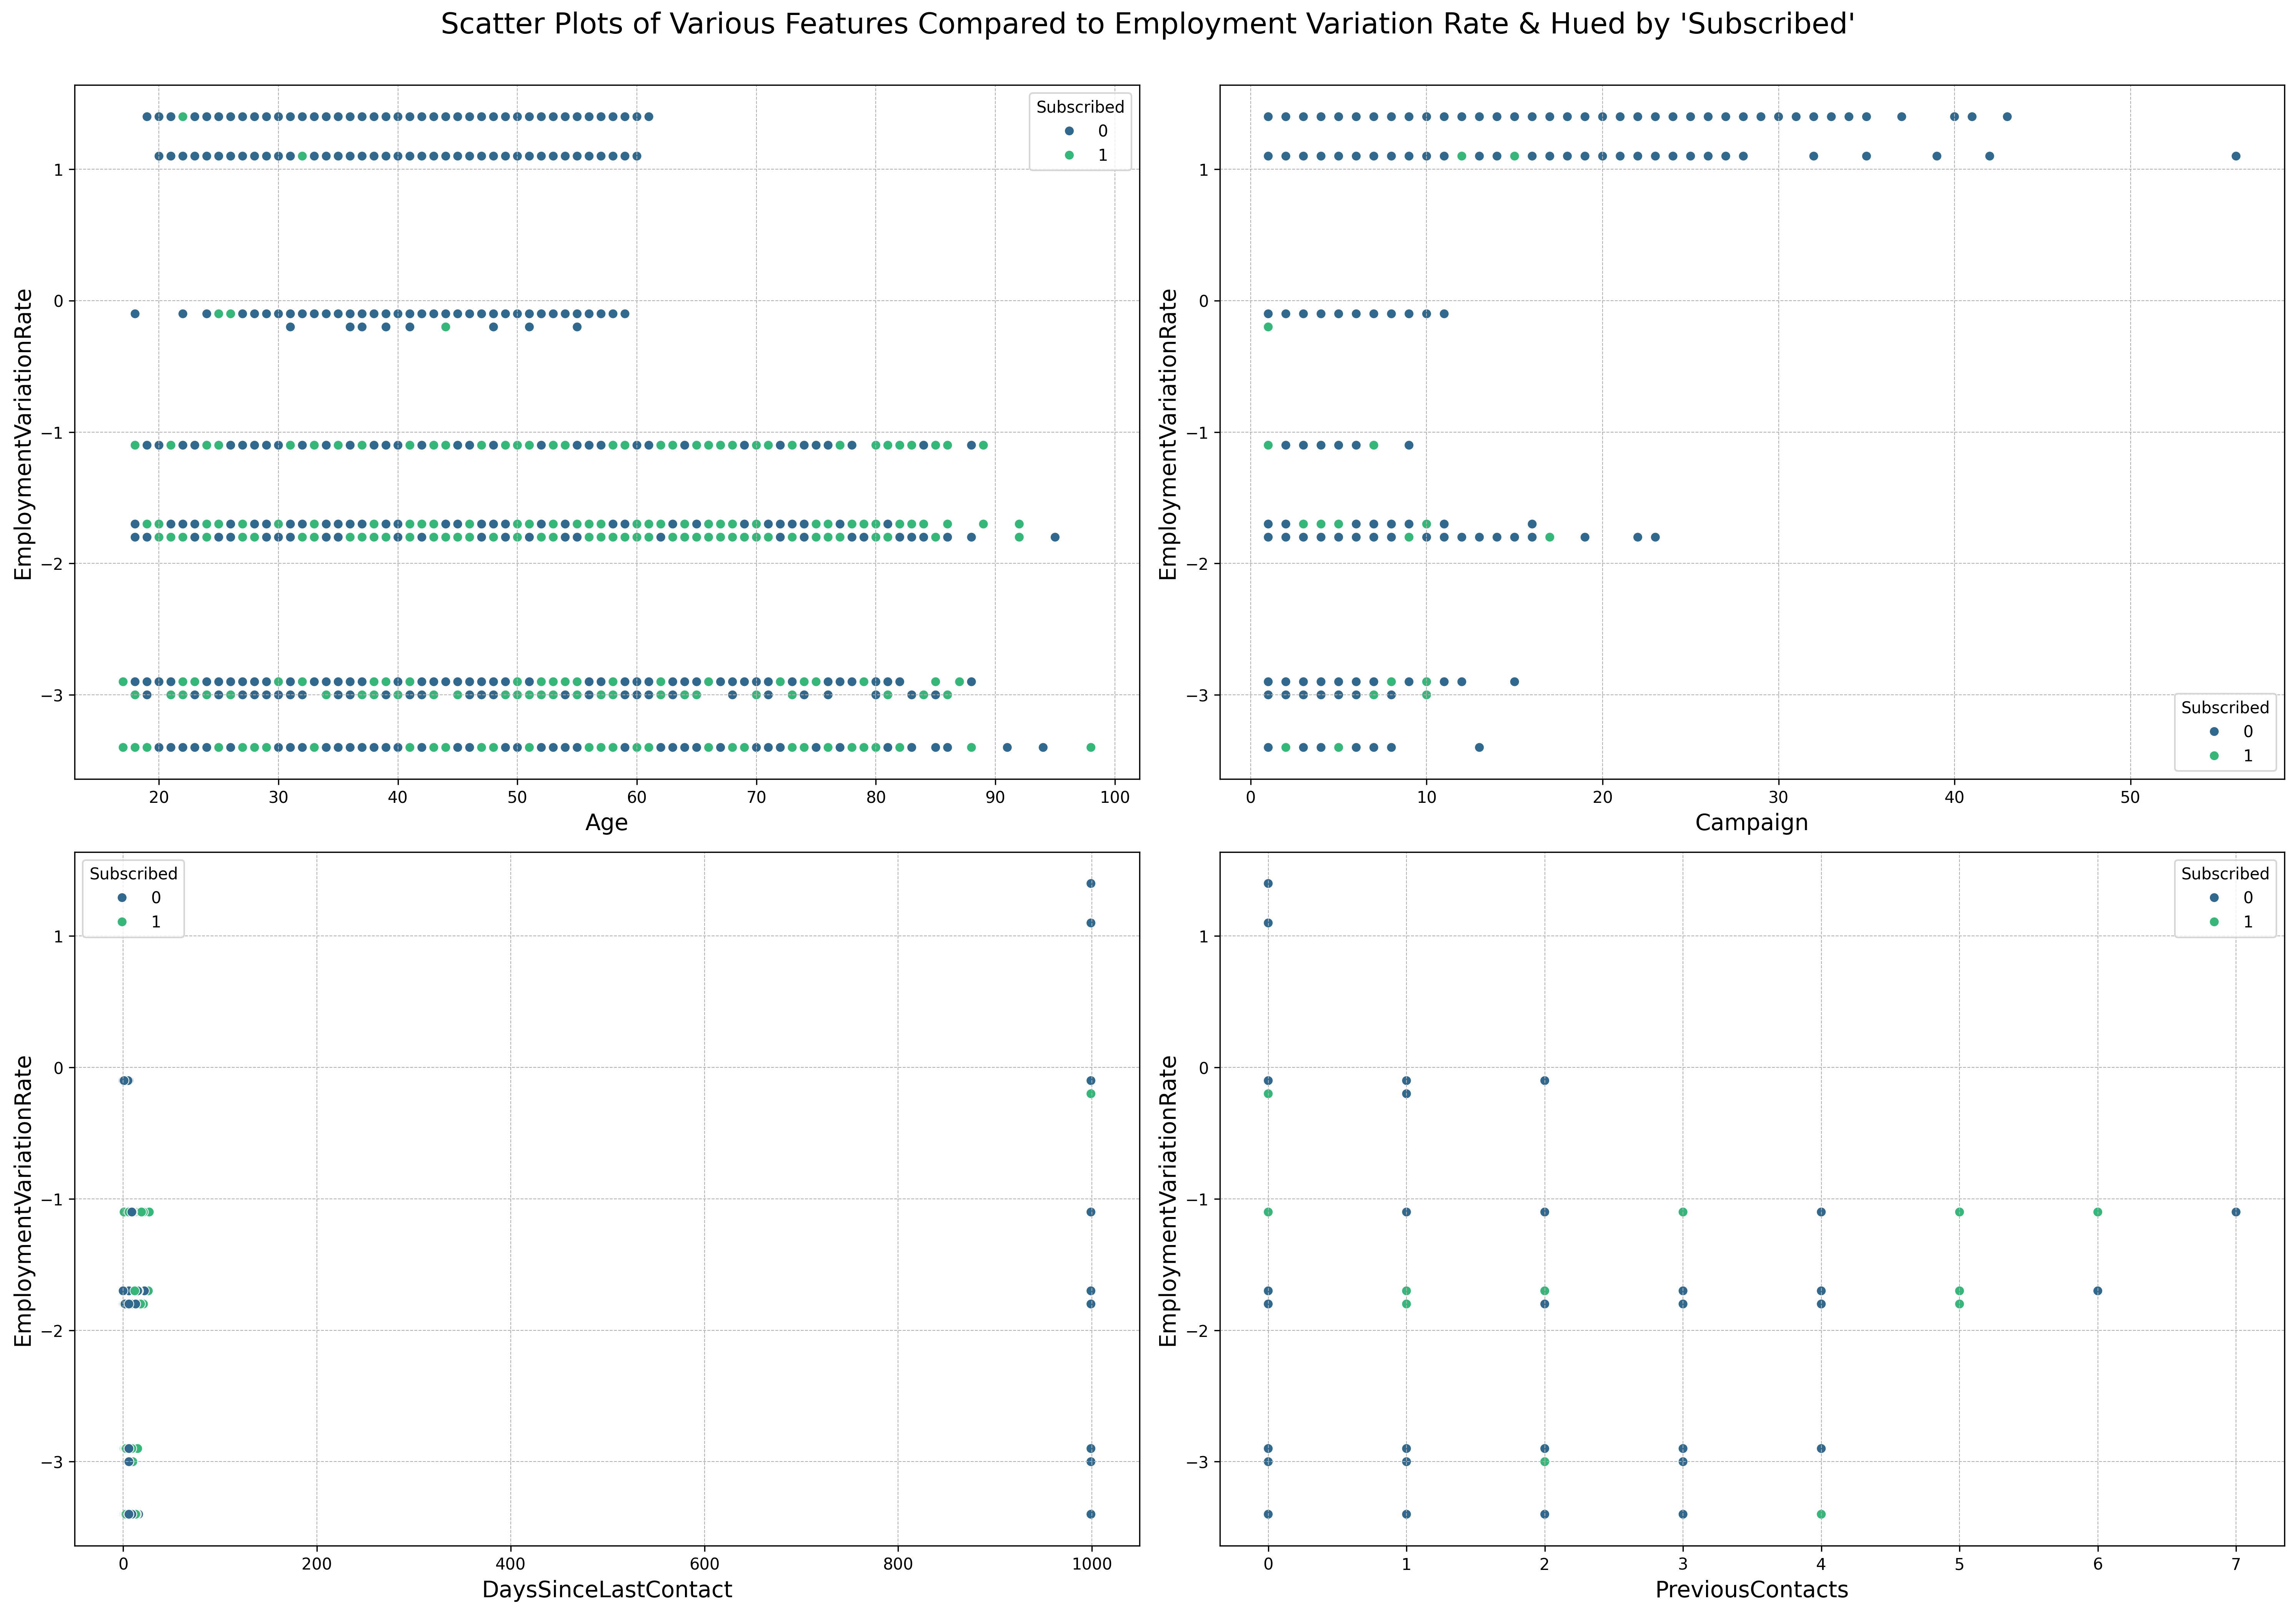 Scatter Plots of Various Features Compared to Employment Variation Rate & Hued by 'Subscribed'
EmploymentVariationRate
1
0
−1
−2
−3
Subscribed
0
1
20 30 40 50 60 70 80 90 100
Age
EmploymentVariationRate
1
0
−1
−2
−3
Subscribed
0
1
0 10 20 30 40 50
Campaign
EmploymentVariationRate
1
0
−1
−2
−3
Subscribed
0
1
0 200 400 600 800 1000
DaysSinceLastContact
EmploymentVariationRate
1
0
−1
−2
−3
Subscribed
0
1
0 1 2 3 4 5 6 7
PreviousContacts